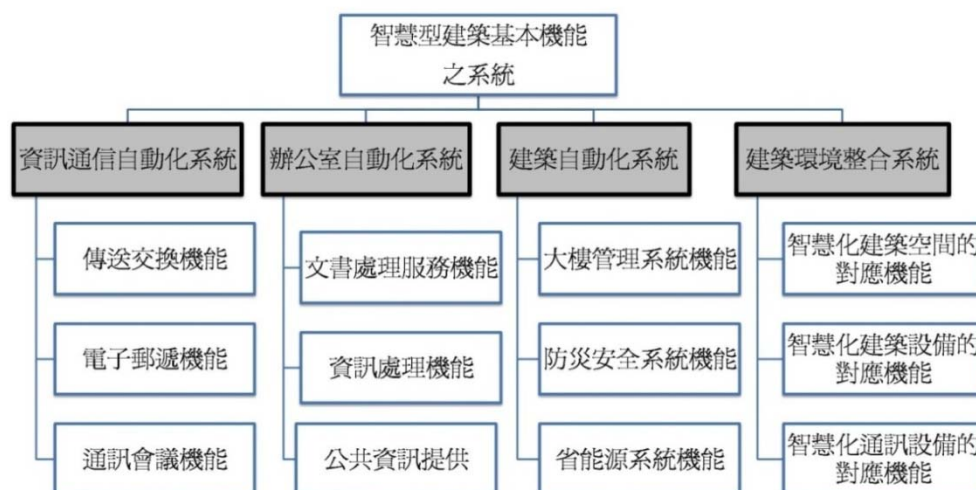 智慧型建築基本機能
之系統
資訊通信自動化系統
辦公室自動化系統
建築自動化系統
建築環境整合系統
傳送交換機能
電子郵遞機能
通訊會議機能
文書處理服務機能
資訊處理機能
公共資訊提供
大樓管理系統機能
防災安全系統機能
省能源系統機能
智慧化建築空間的
對應機能
智慧化建築設備的
對應機能
智慧化通訊設備的
對應機能